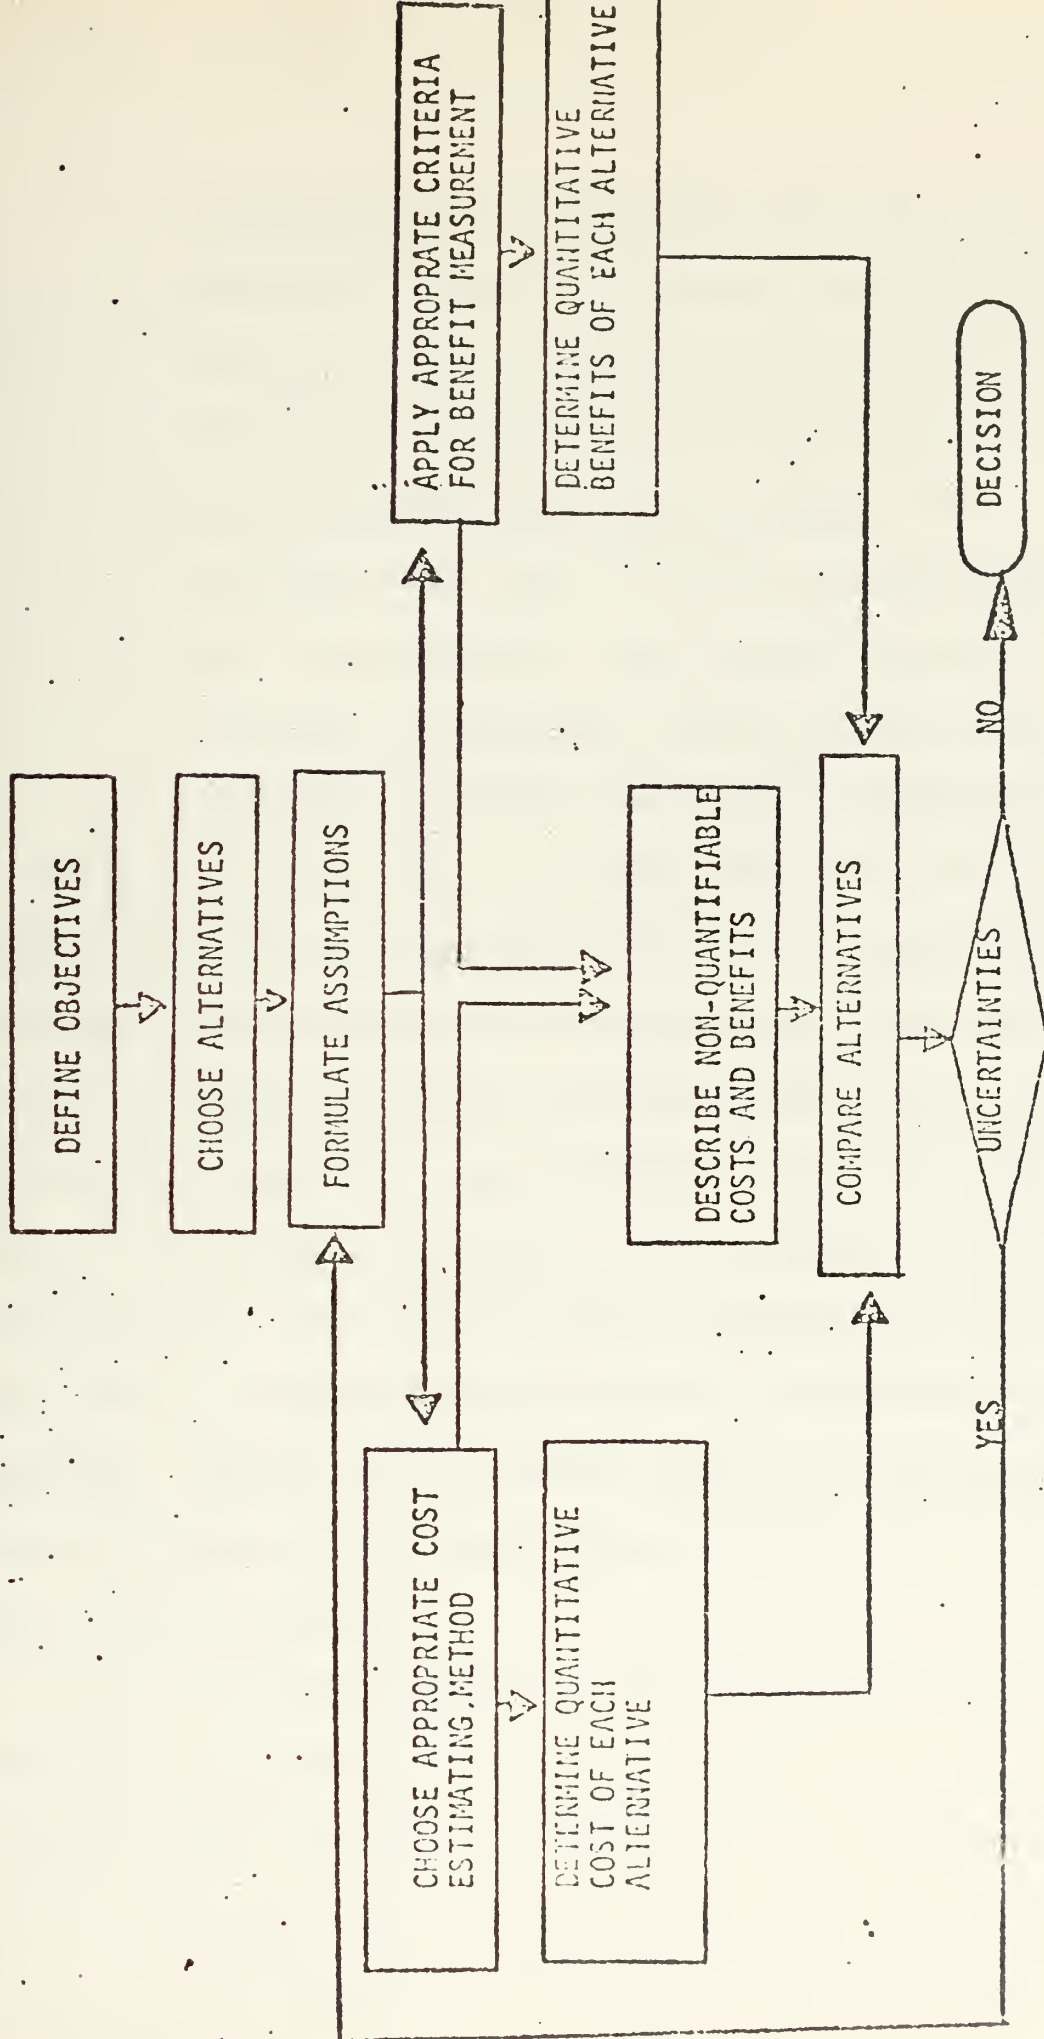 DEFINE OBJECTIVES
CHOOSE ALTERNATIVES
FORMULATE ASSUMPTIONS
CHOOSE APPROPRIATE COST
ESTIMATING.METHOD
APPLY APPROPRATE CRITERIA
FOR BENEFIT MEASUREMENT
DETERMINE QUANTITATIVE
COST OF EACH
ALTERNATIVE
DETERMINE QUANTITATIVE
BENEFITS OF EACH ALTERNATIVE
DESCRIBE NON-QUANTIFIABLE
COSTS AND BENEFITS
COMPARE ALTERNATIVES
YES
UNCERTAINTIES
NO
DECISION